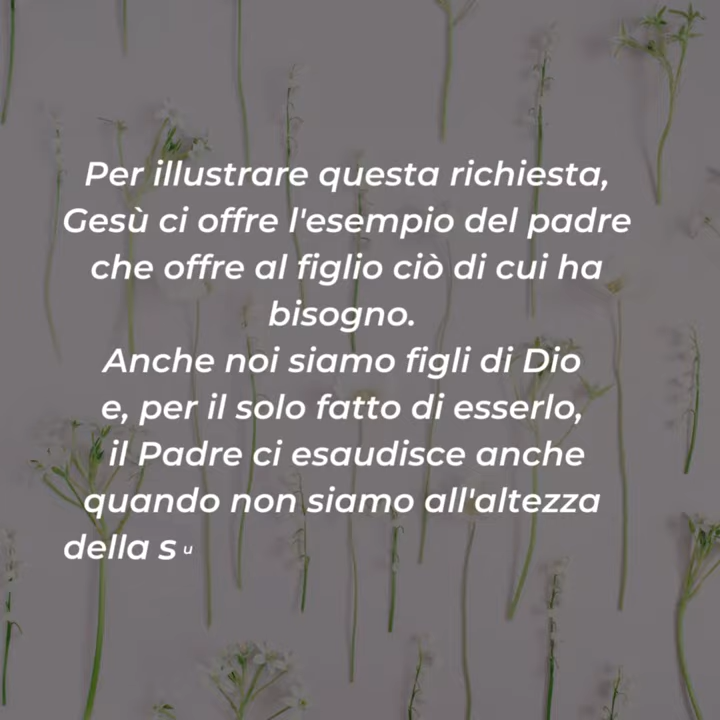 Per illustrare questa richiesta,
Gesù ci offre l'esempio del padre
che offre al figlio ciò di cui ha
bisogno.
Anche noi siamo figli di Dio
e, per il solo fatto di esserlo,
il Padre ci esaudisce anche
quando non siamo all'altezza
della su